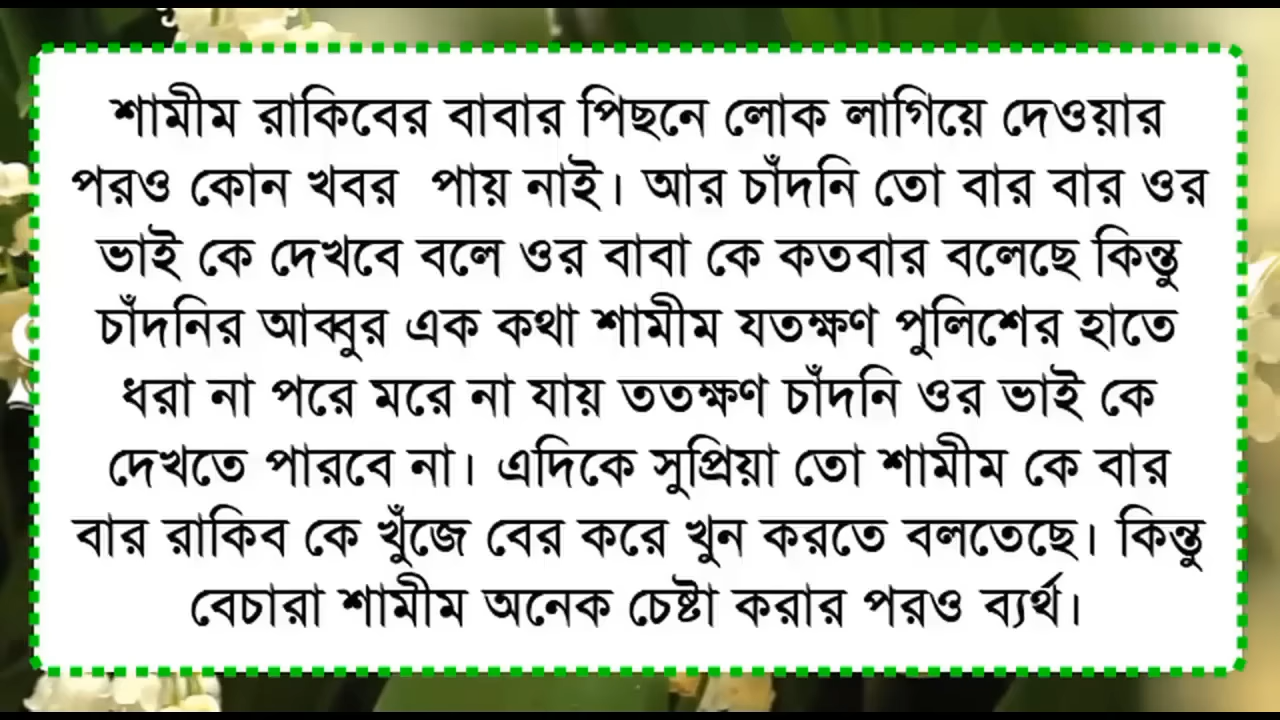 শামীম রাকিবের বাবার পিছনে লোক লাগিয়ে দেওয়ার
পরও কোন খবর পায় নাই। আর চাঁদনি তো বার বার ওর
ভাই কে দেখবে বলে ওর বাবা কে কতবার বলেছে কিন্তু
চাঁদনির আব্বুর এক কথা শামীম যতক্ষণ পুলিশের হাতে
ধরা না পরে মরে না যায় ততক্ষণ চাঁদনি ওর ভাই কে
দেখতে পারবে না। এদিকে সুপ্রিয়া তো শামীম কে বার
বার রাকিব কে খুঁজে বের করে খুন করতে বলতেছে। কিন্তু
বেচারা শামীম অনেক চেষ্টা করার পরও ব্যর্থ।